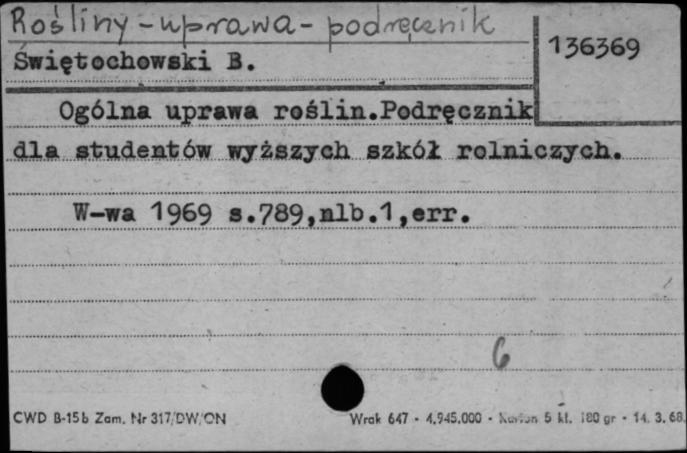 Rośliny - uprawa - podręcznik
136369
Świętochowski B.
Ogólna uprawa roślin.Podręcznik
dla studentów wyższych szkół rolniczych.
W-wa 1969 s.789,nlb.1,err.
6
CWD B-15b Zam. Nr 317/DW/ON
Wrak 647 - 4.945.000 - Karton 5 kl. 180 gr - 14. 3. 68.